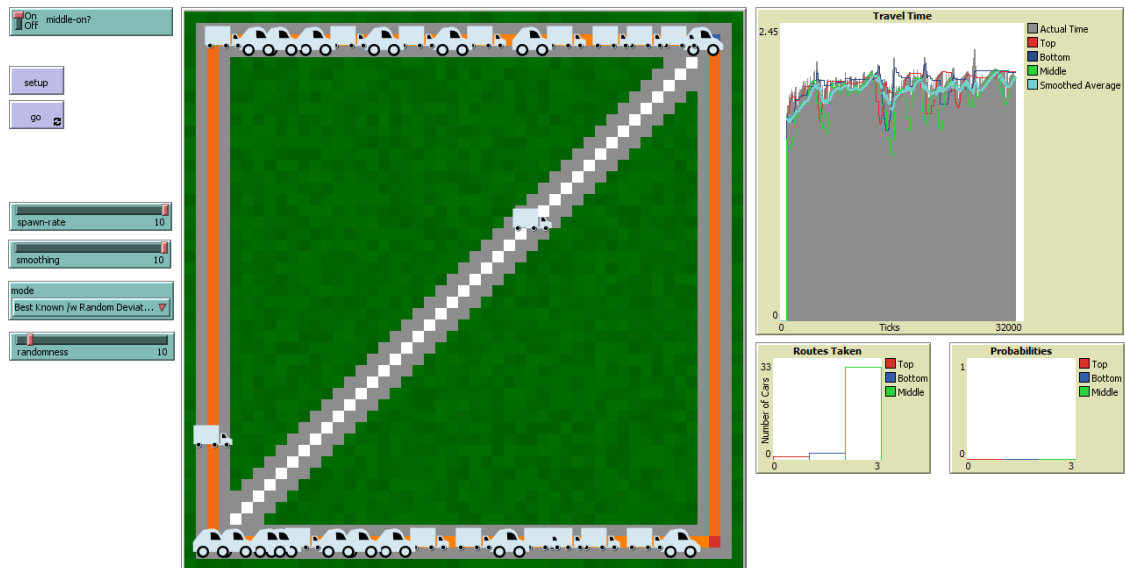 On
Off
middle-on?
setup
go
spawn-rate 10
smoothing 10
mode
Best Known /w Random Deviat...
randomness 10
Travel Time
2.45
0
0 Ticks 32000
Actual Time
Top
Bottom
Middle
Smoothed Average
Routes Taken
33
Number of Cars
0
0 3
Top
Bottom
Middle
Probabilities
1
0
0 3
Top
Bottom
Middle